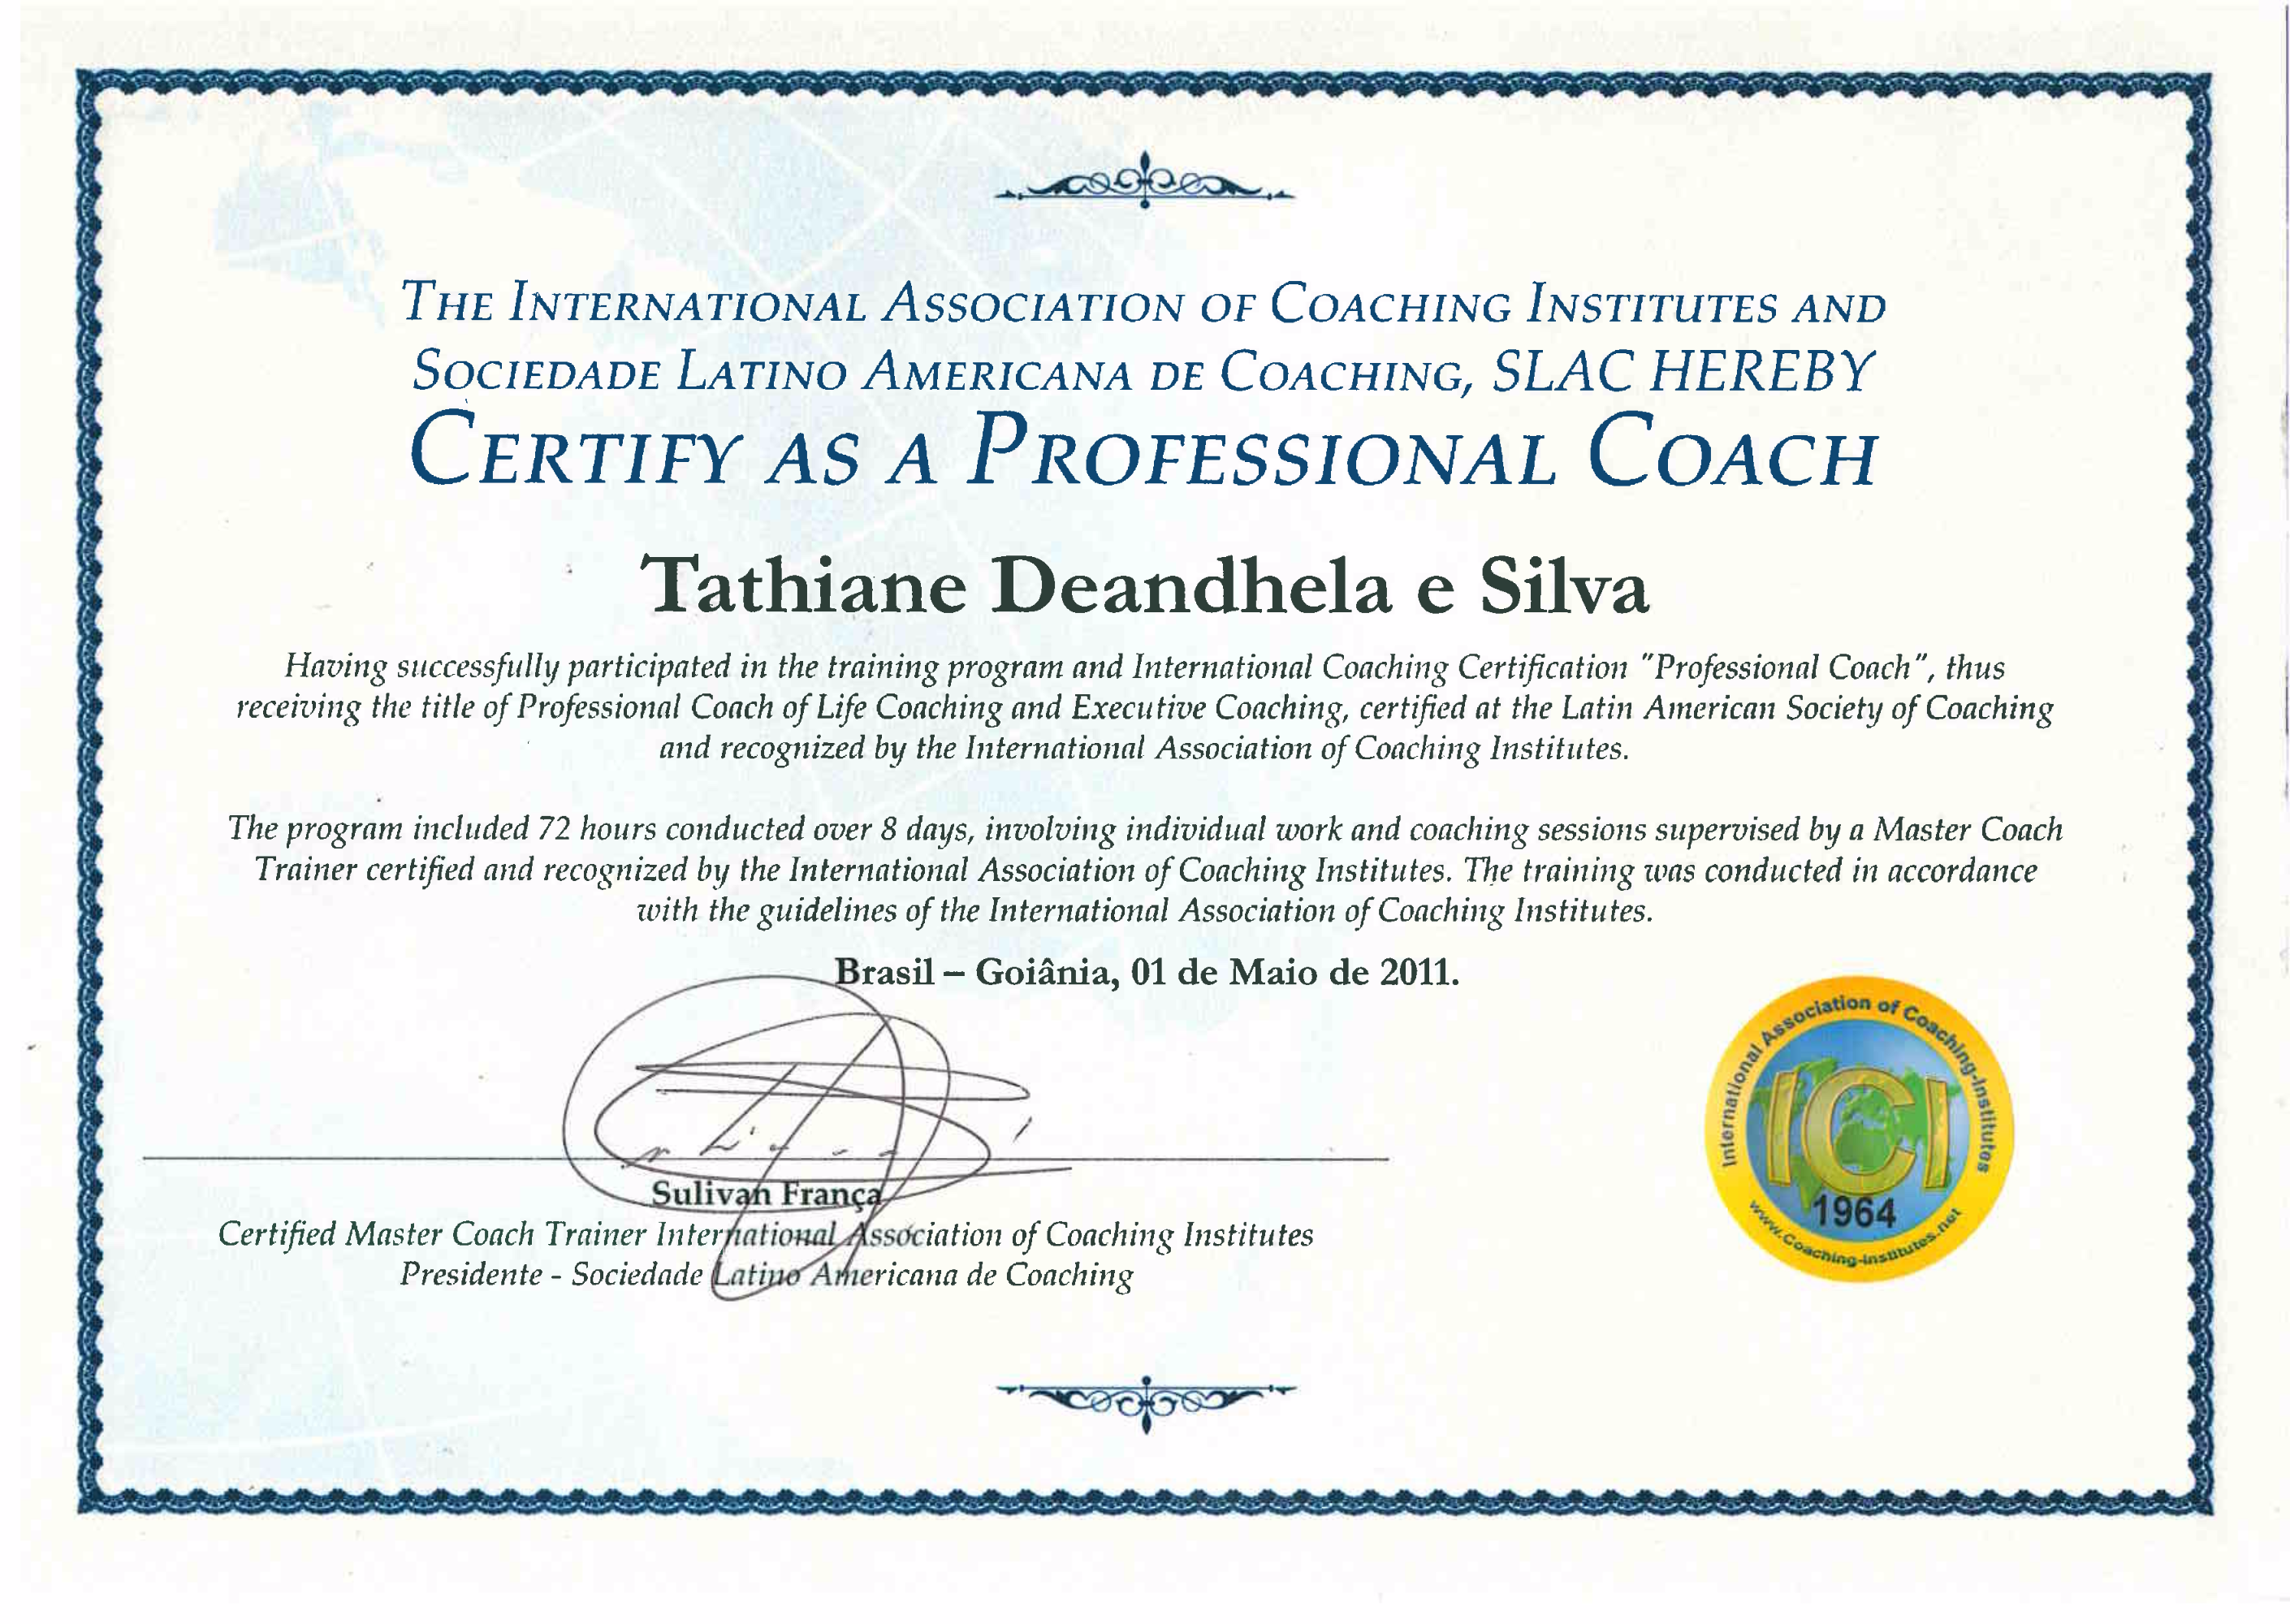 THE INTERNATIONAL ASSOCIATION OF COACHING INSTITUTES AND
SOCIEDADE LATINO AMERICANA DE COACHING, SLAC HEREBY
CERTIFY AS A PROFESSIONAL COACH
Tathiane Deandhela e Silva
Having successfully participated in the training program and International Coaching Certification "Professional Coach", thus
receiving the title of Professional Coach of Life Coaching and Executive Coaching, certified at the Latin American Society of Coaching
and recognized by the International Association of Coaching Institutes.
The program included 72 hours conducted over 8 days, involving individual work and coaching sessions supervised by a Master Coach
Trainer certified and recognized by the International Association of Coaching Institutes. The training was conducted in accordance
with the guidelines of the International Association of Coaching Institutes.
Brasil – Goiânia, 01 de Maio de 2011.
Sulivan França
Certified Master Coach Trainer International Association of Coaching Institutes
Presidente - Sociedade Latino Americana de Coaching
International Association of Coaching-Institutes
ICI
1964
www.Coaching-Institutes.net